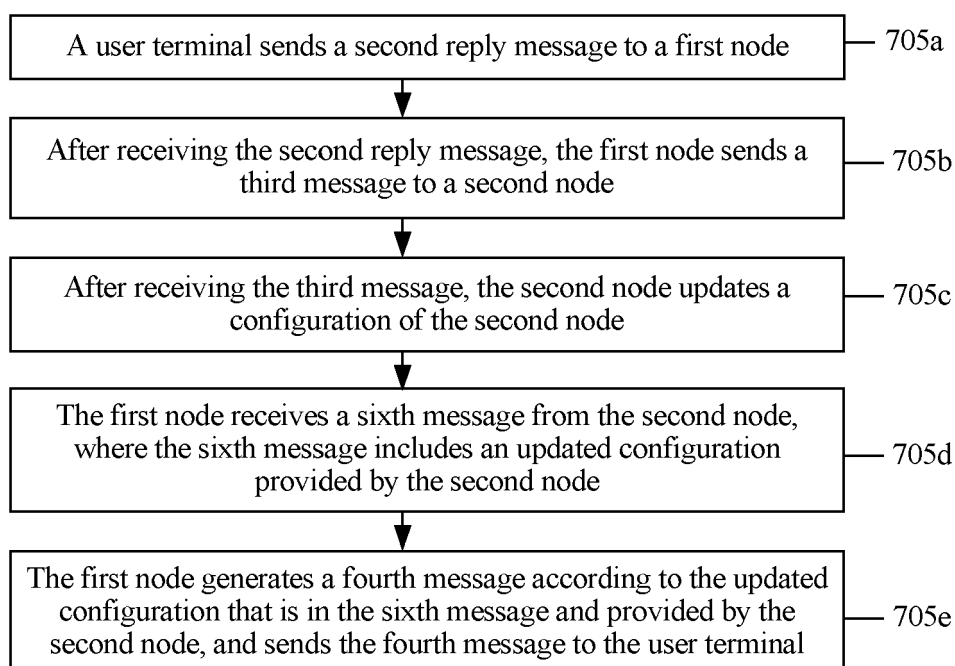 A user terminal sends a second reply message to a first node
705a
After receiving the second reply message, the first node sends a
third message to a second node
705b
After receiving the third message, the second node updates a
configuration of the second node
705c
The first node receives a sixth message from the second node,
where the sixth message includes an updated configuration
provided by the second node
705d
The first node generates a fourth message according to the updated
configuration that is in the sixth message and provided by the
second node, and sends the fourth message to the user terminal
705e